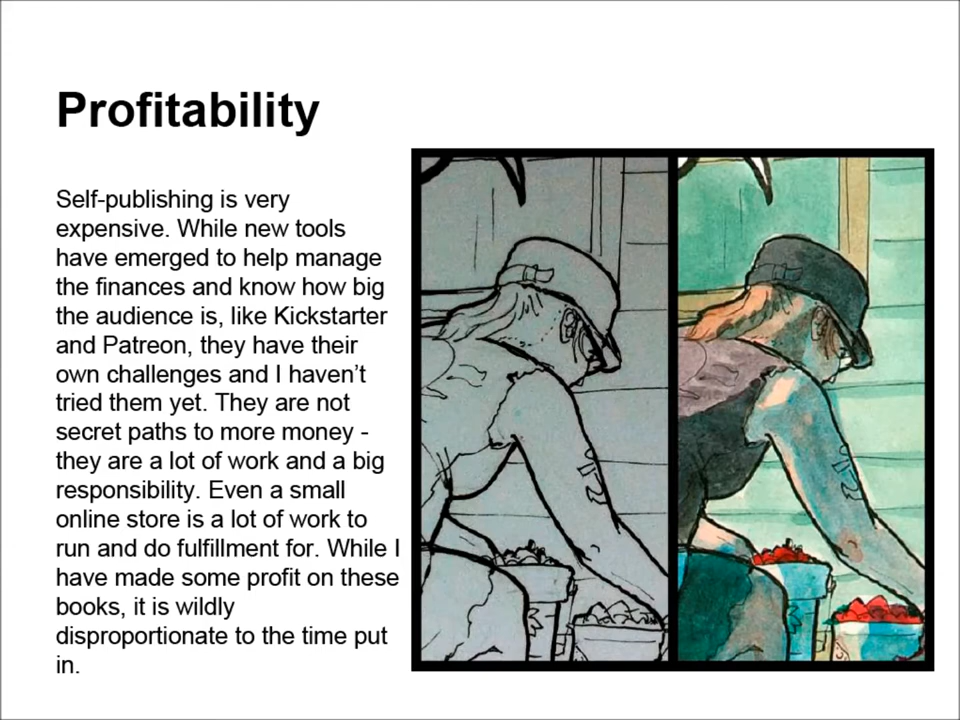 Profitability
Self-publishing is very
expensive. While new tools
have emerged to help manage
the finances and know how big
the audience is, like Kickstarter
and Patreon, they have their
own challenges and I haven’t
tried them yet. They are not
secret paths to more money -
they are a lot of work and a big
responsibility. Even a small
online store is a lot of work to
run and do fulfillment for. While I
have made some profit on these
books, it is wildly
disproportionate to the time put
in.